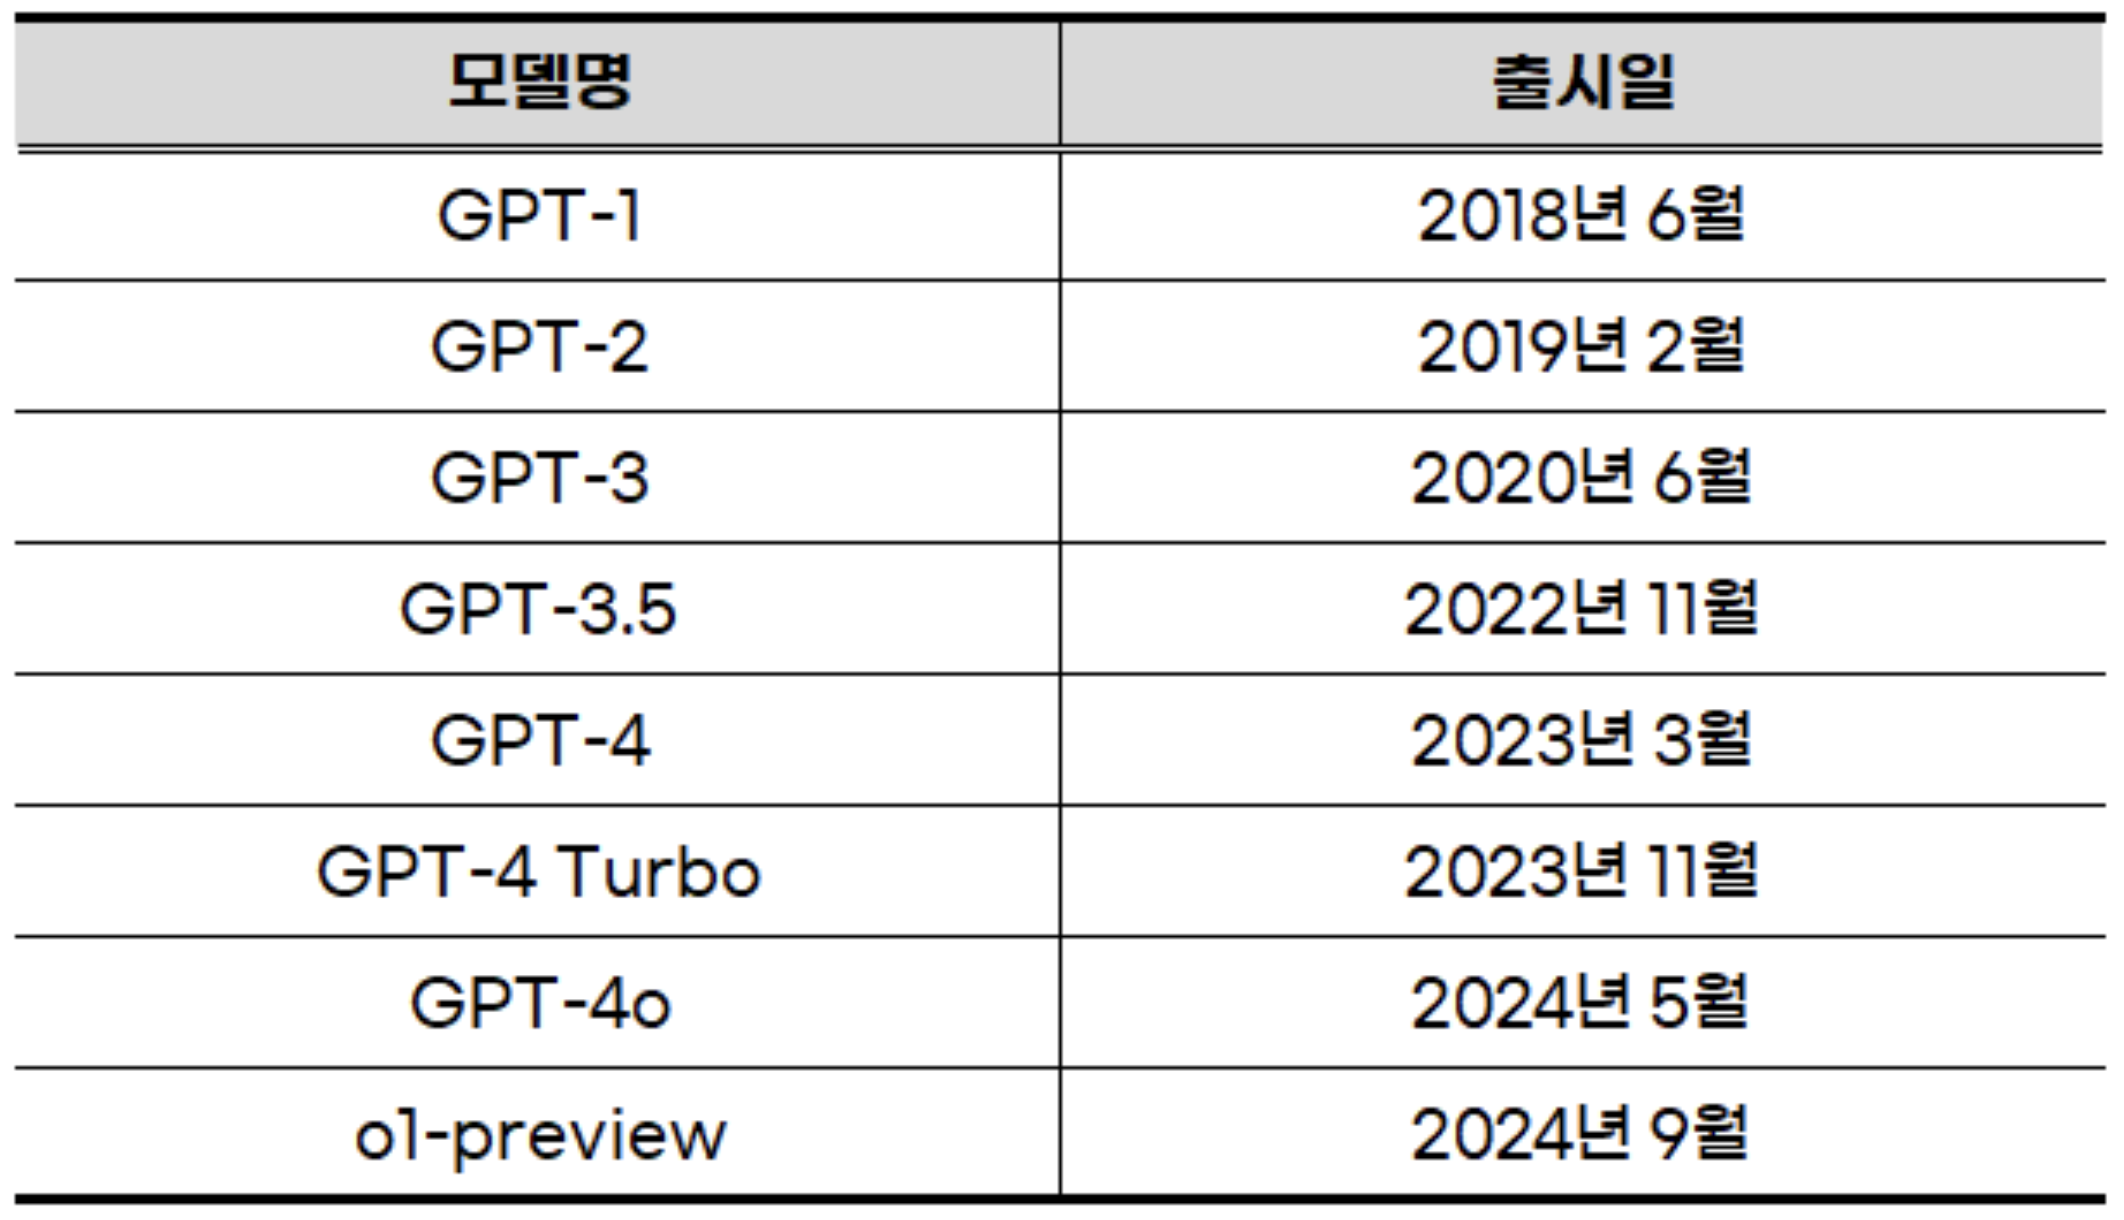 모델명 출시일
GPT-1 2018년 6월
GPT-2 2019년 2월
GPT-3 2020년 6월
GPT-3.5 2022년 11월
GPT-4 2023년 3월
GPT-4 Turbo 2023년 11월
GPT-4o 2024년 5월
o1-preview 2024년 9월